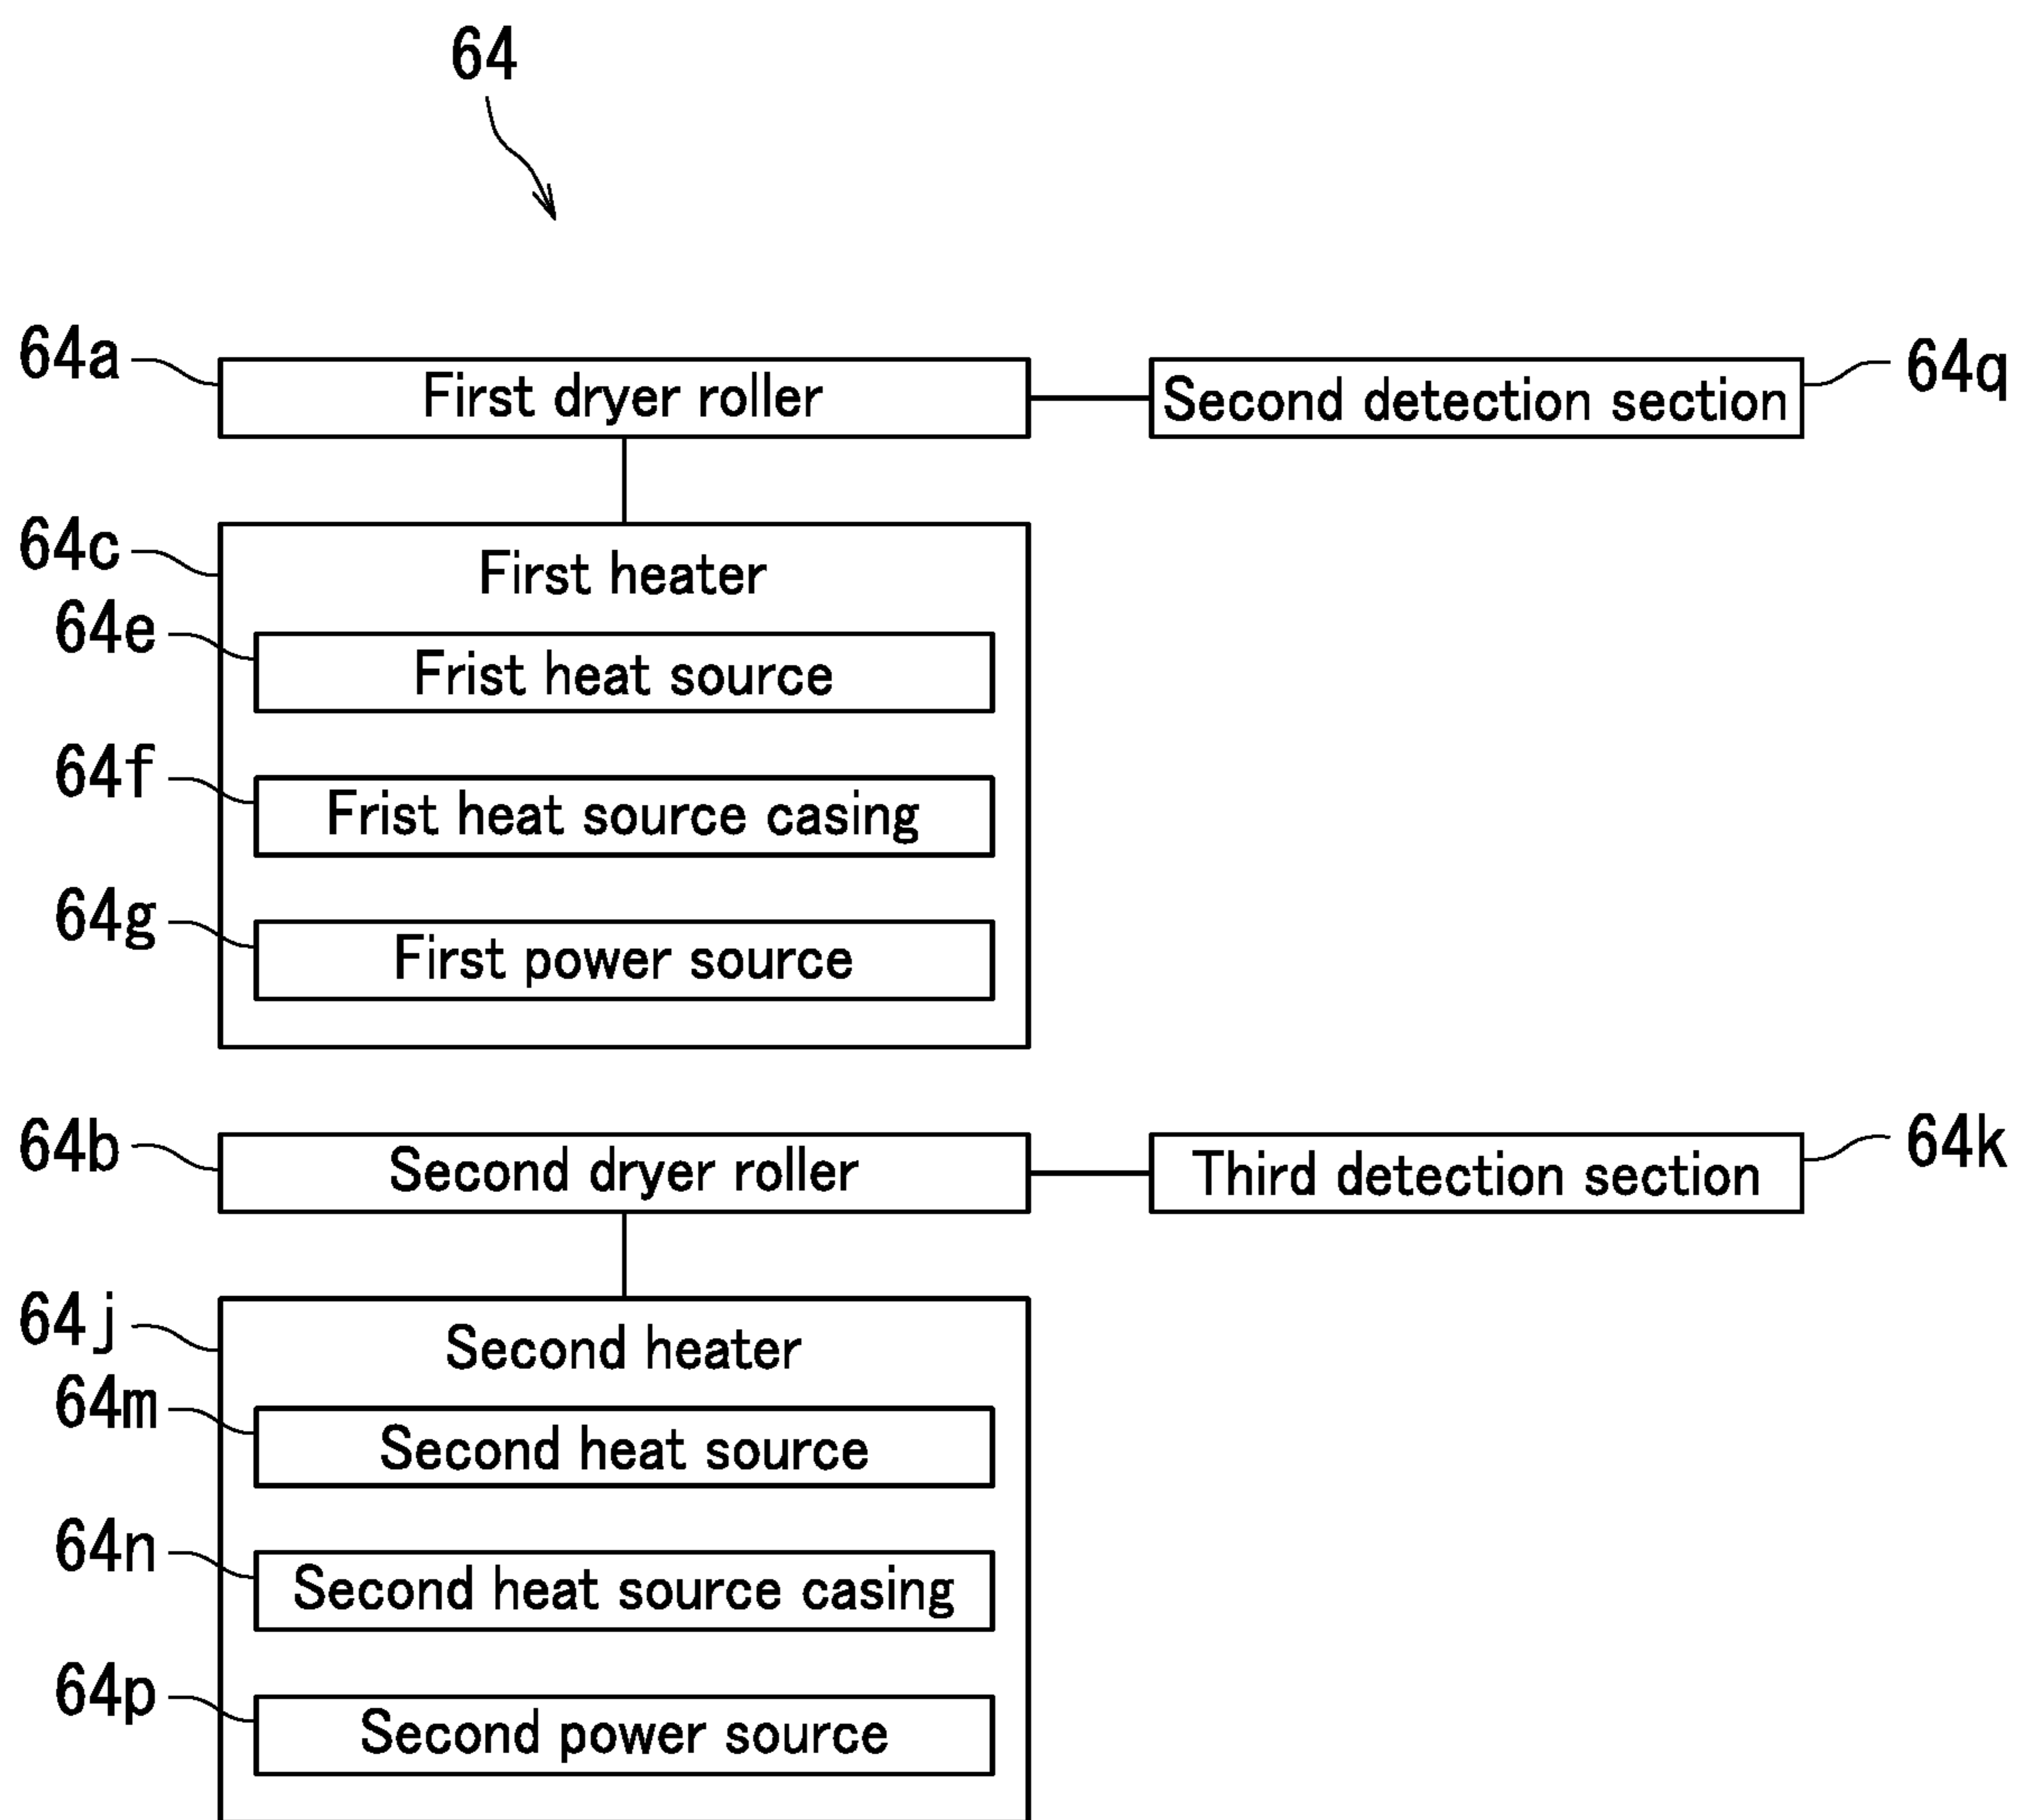 64
64a
First dryer roller
Second detection section
64q
64c
First heater
64e
Frist heat source
64f
Frist heat source casing
64g
First power source
64b
Second dryer roller
Third detection section
64k
64j
Second heater
64m
Second heat source
64n
Second heat source casing
64p
Second power source